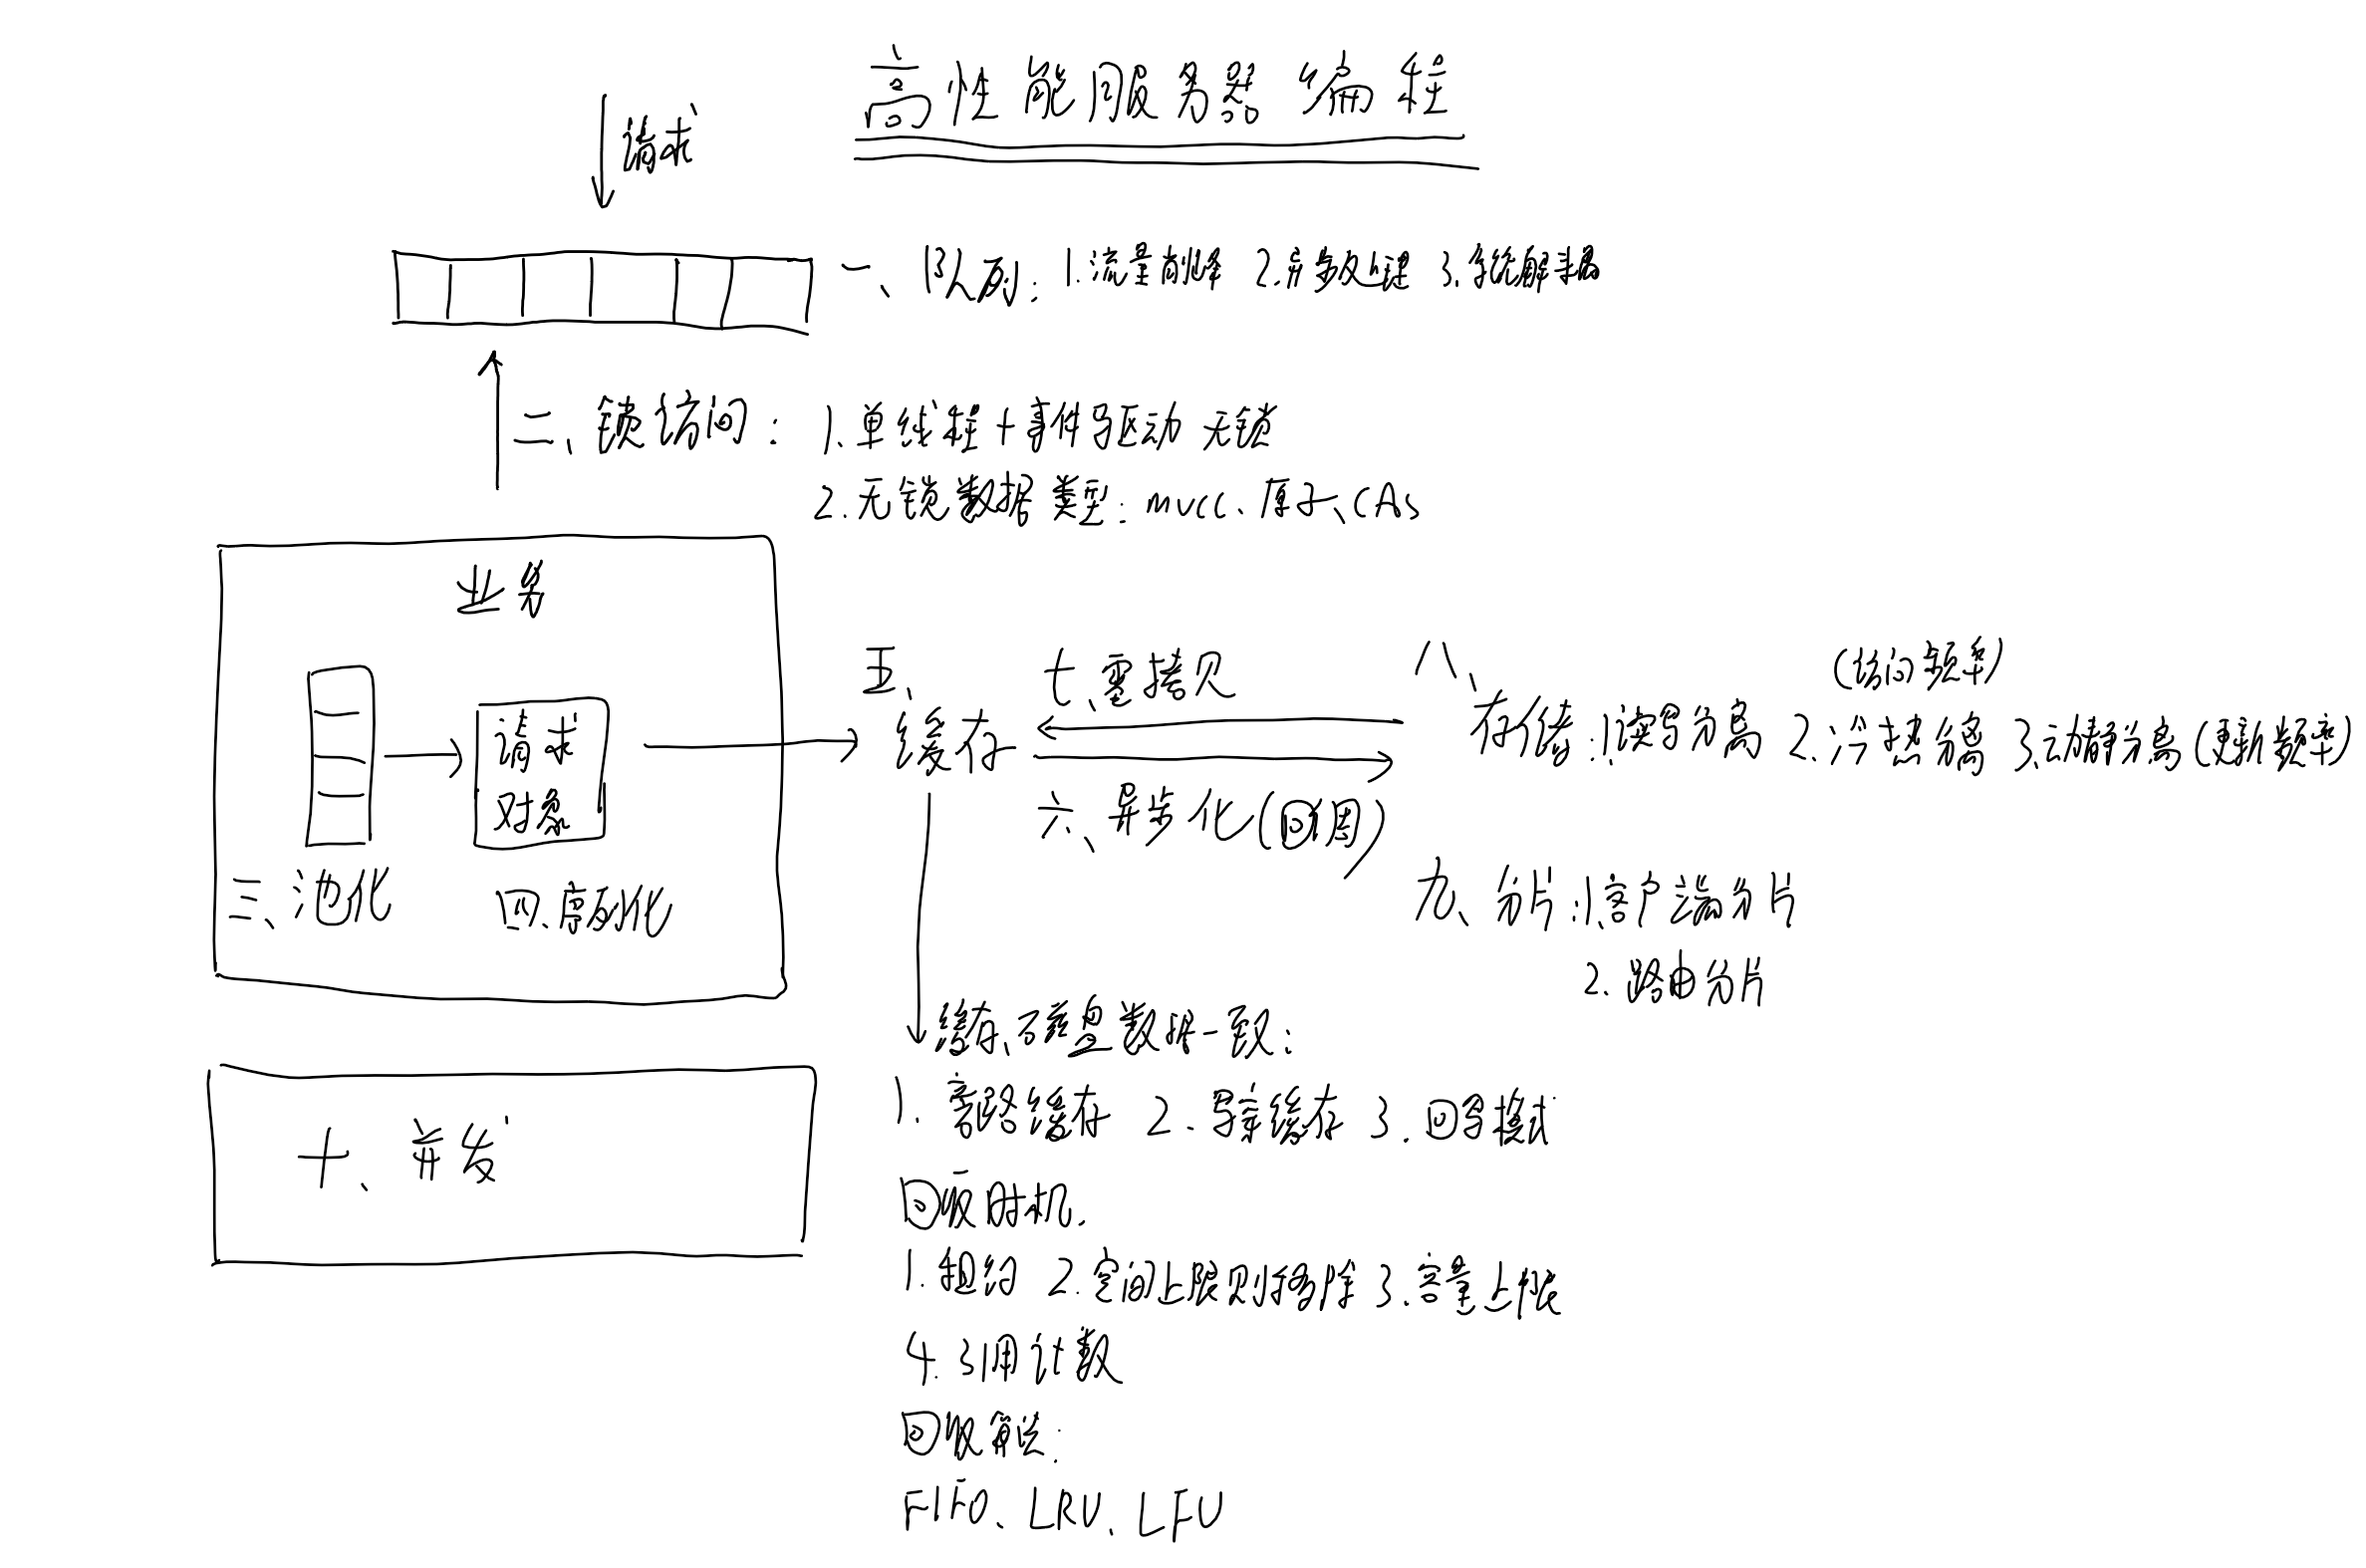 高性能服务器编程
请求
一、队列：1.流量削峰 2.异步处理 3.系统解耦
二、锁访问：1、单线程+事件驱动 无锁
2.无锁数据类型：mvcc、原子、CAS
业务
请求
对象
三、池化
四、序列化
五、
缓存
七、零拷贝
六、异步化(回调)
八、
(访问频率)
存储：1、读写分离 2.冷热分离 3.动静分离(更新频率)
九、分片：1、客户端分片
2.路由分片
缓存、磁盘数据一致：
1.旁路缓存 2.写穿缓存 3.回写模式
回收时机.
1.租约 2.空间上限则移除 3.容量上限
4.引用计数
回收算法:
FIFO、LRU、LFU
十、并发